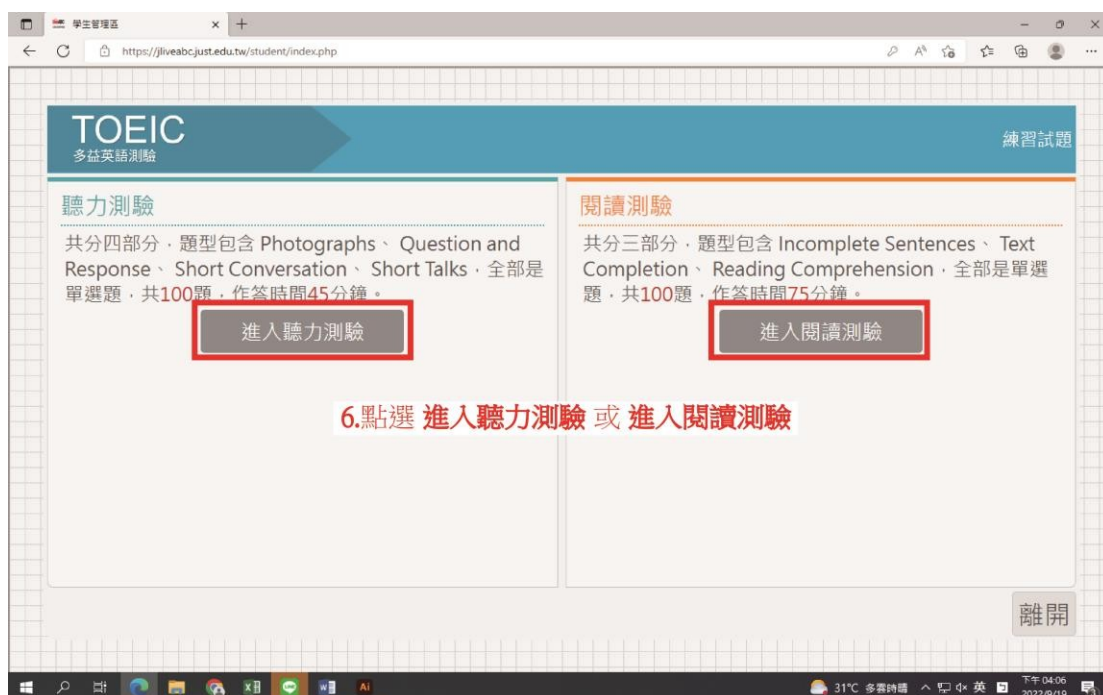 學生管理區
https://jliveabc.just.edu.tw/student/index.php
TOEIC
多益英語測驗
練習試題
聽力測驗
共分四部分，題型包含 Photographs、 Question and
Response、 Short Conversation、 Short Talks，全部是
單選題，共100題，作答時間45分鐘。
進入聽力測驗
閱讀測驗
共分三部分，題型包含 Incomplete Sentences、 Text
Completion、 Reading Comprehension，全部是單選
題，共100題，作答時間75分鐘。
進入閱讀測驗
6.點選 進入聽力測驗 或 進入閱讀測驗
離開
31°C 多雲時晴
英
下午 04:06
2022/9/19